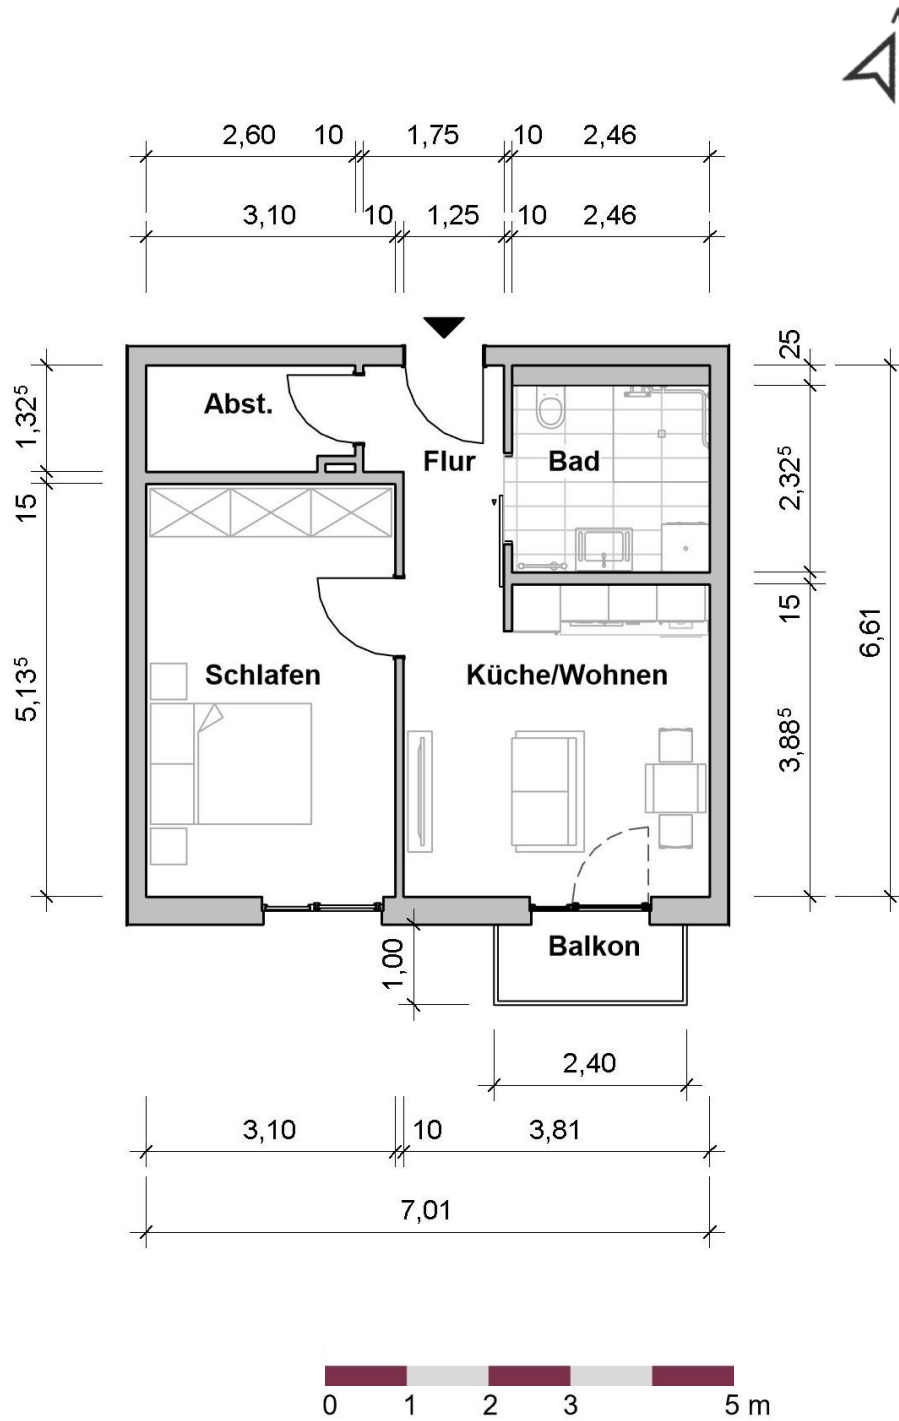 2,60 10 1,75 10 2,46
3,10 10 1,25 10 2,46
25
1,32⁵
Abst.
Flur
Bad
2,32⁵
15
15
6,61
5,13⁵
Schlafen
Küche/Wohnen
3,88⁵
1,00
Balkon
2,40
3,10 10 3,81
7,01
0 1 2 3 5 m